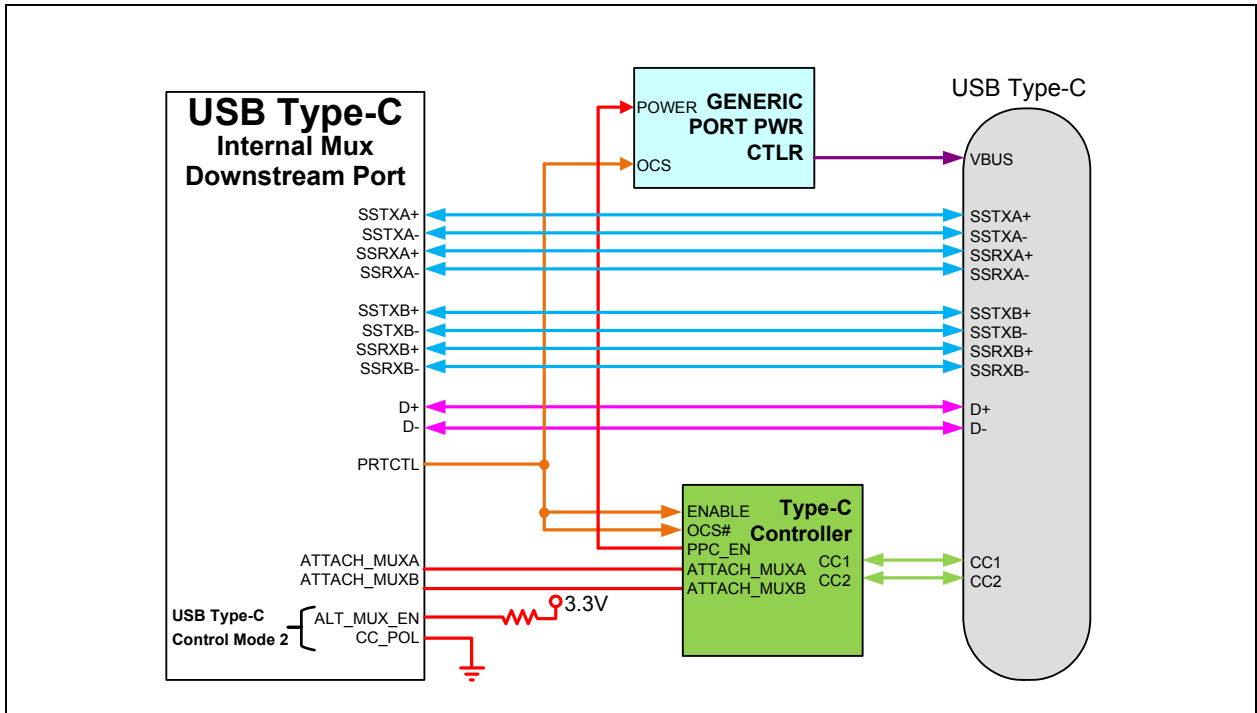 USB Type-C
Internal Mux
Downstream Port
SSTXA+
SSTXA-
SSRXA+
SSRXA-
SSTXB+
SSTXB-
SSRXB+
SSRXB-
D+
D-
PRTCTL
ATTACH_MUXA
ATTACH_MUXB
USB Type-C
Control Mode 2
ALT_MUX_EN
CC_POL
3.3V
POWER
GENERIC
PORT PWR
CTLR
OCS
ENABLE
OCS#
PPC_EN
ATTACH_MUXA
ATTACH_MUXB
Type-C
Controller
CC1
CC2
USB Type-C
VBUS
SSTXA+
SSTXA-
SSRXA+
SSRXA-
SSTXB+
SSTXB-
SSRXB+
SSRXB-
D+
D-
CC1
CC2